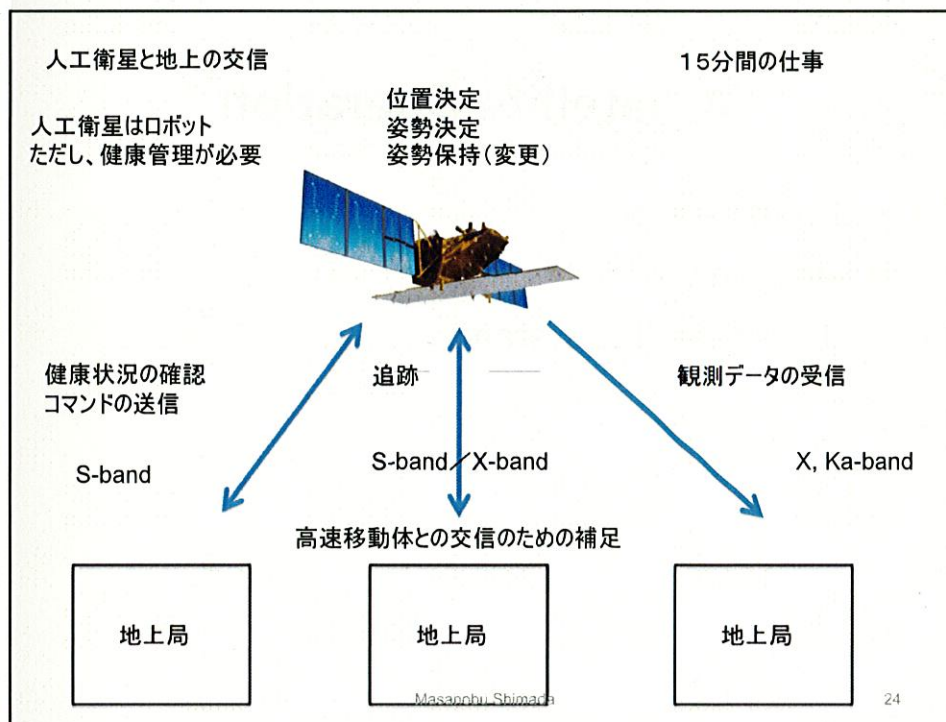 人工衛星と地上の交信
15分間の仕事
人工衛星はロボット
ただし、健康管理が必要
位置決定
姿勢決定
姿勢保持(変更)
健康状況の確認
コマンドの送信
追跡
観測データの受信
S-band
S-band/X-band
X, Ka-band
高速移動体との交信のための補足
地上局
地上局
地上局
Masanobu Shimada
24